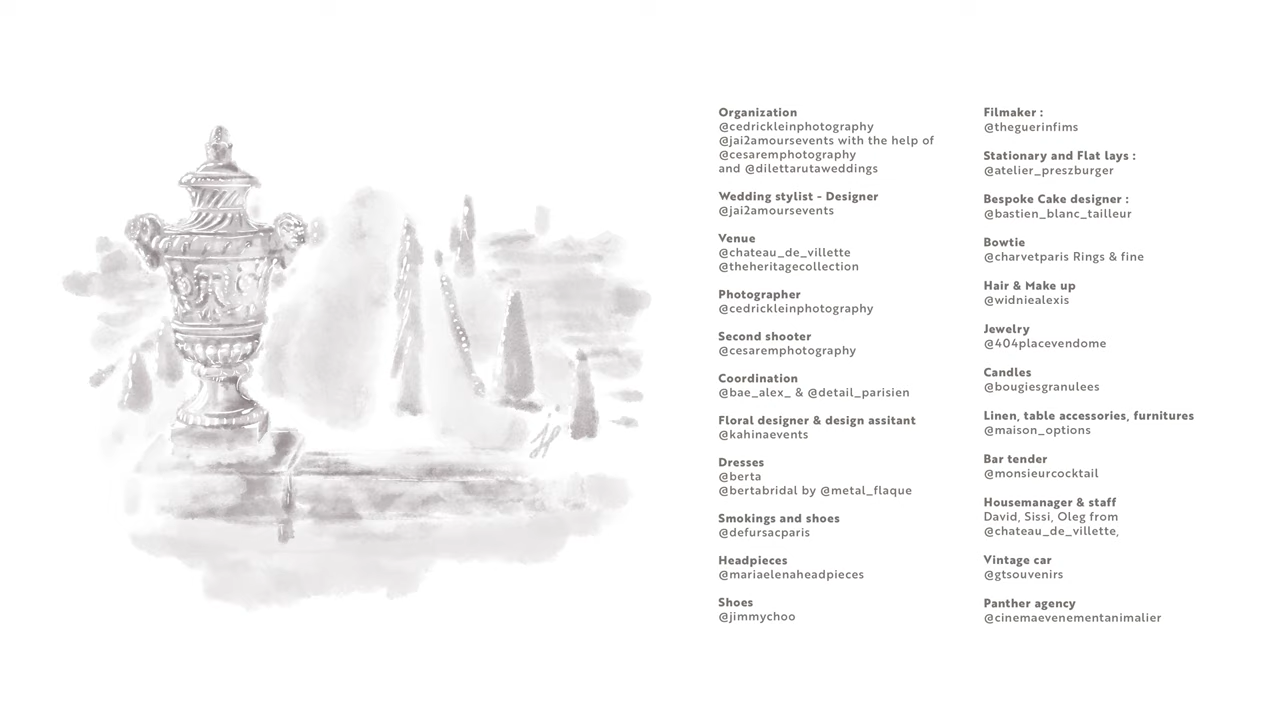 Organization
@cedrickleinphotography
@jai2amoursevents with the help of
@cesaremphotography
and @dilettarutaweddings
Wedding stylist - Designer
@jai2amoursevents
Venue
@chateau_de_villette
@theheritagecollection
Photographer
@cedrickleinphotography
Second shooter
@cesaremphotography
Coordination
@bae_alex_ & @detail_parisien
Floral designer & design assitant
@kahinaevents
Dresses
@berta
@bertabridal by @metal_flaque
Smokings and shoes
@defursacparis
Headpieces
@mariaelenaheadpieces
Shoes
@jimmychoo
Filmaker :
@theguerinfims
Stationary and Flat lays :
@atelier_preszburger
Bespoke Cake designer :
@bastien_blanc_tailleur
Bowtie
@charvetparis Rings & fine
Hair & Make up
@widniealexis
Jewelry
@404placevendome
Candles
@bougiesgranulees
Linen, table accessories, furnitures
@maison_options
Bar tender
@monsieurcocktail
Housemanager & staff
David, Sissi, Oleg from
@chateau_de_villette,
Vintage car
@gtsouvenirs
Panther agency
@cinemaevenementanimalier